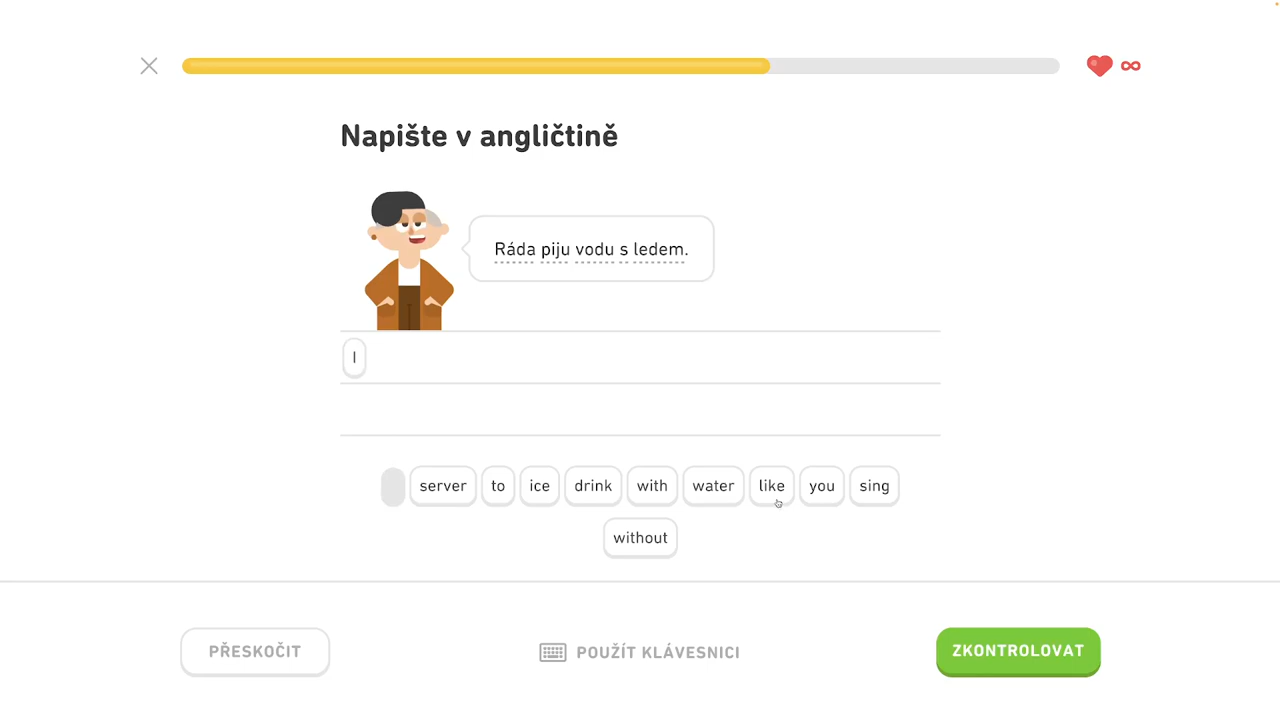 ∞
Napište v angličtině
Ráda piju vodu s ledem.
I
server to ice drink with water like you sing
without
PŘESKOČIT
POUŽÍT KLÁVESNICI
ZKONTROLOVAT